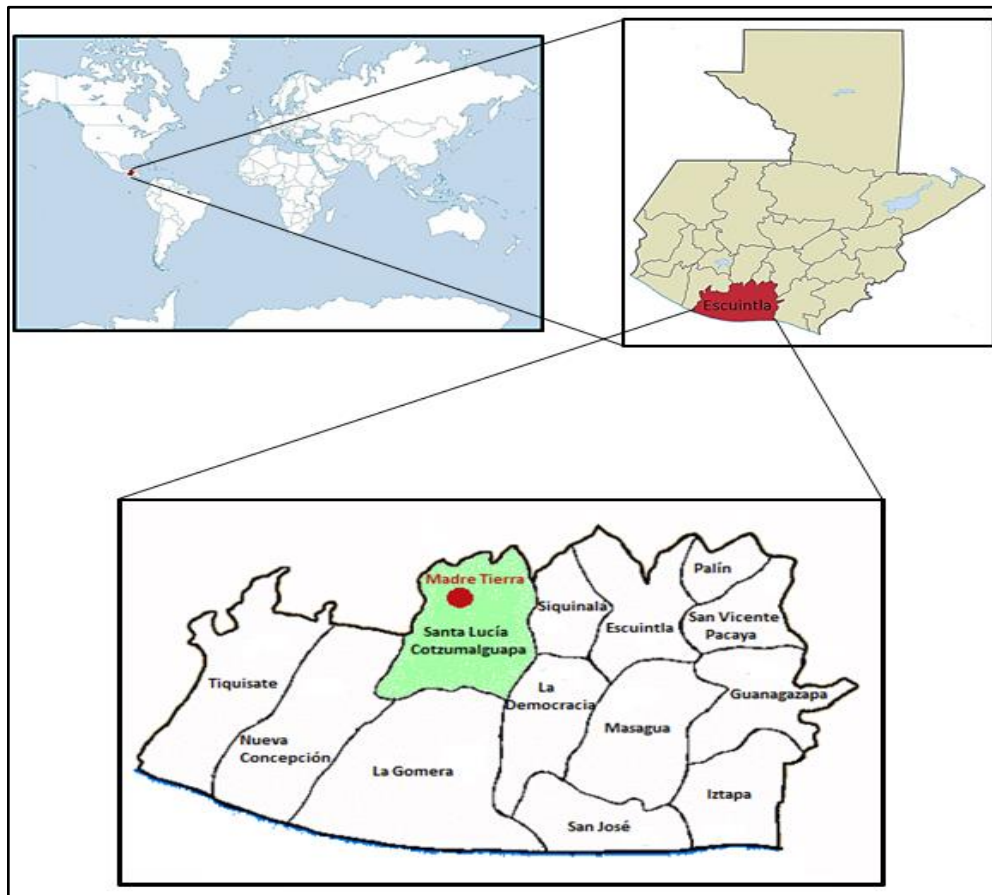 Escuintla
Palín
Madre Tierra
Siquinala
San Vicente
Pacaya
Escuintla
Santa Lucía
Cotzumalguapa
Tiquisate
La
Democracia
Guanagazapa
Masagua
Nueva
Concepción
La Gomera
Iztapa
San José